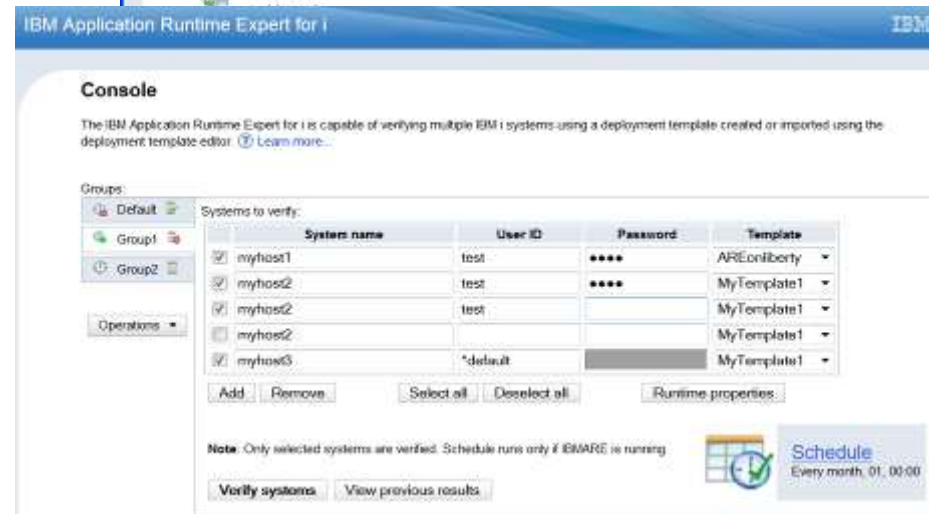 IBM Application Runtime Expert for i
IBM
Console
The IBM Application Runtime Expert for i is capable of verifying multiple IBM i systems using a deployment template created or imported using the
deployment template editor. ? Learn more...
Groups:
Default
Group1
Group2
Operations
Systems to verify:
System name User ID Password Template
myhost1 test •••• AREonliberty
myhost2 test •••• MyTemplate1
myhost2 test MyTemplate1
myhost2 MyTemplate1
myhost3 *default MyTemplate1
Add Remove Select all Deselect all Runtime properties
Note: Only selected systems are verified. Schedule runs only if IBMARE is running
Schedule
Every month, 01, 00:00
Verify systems View previous results